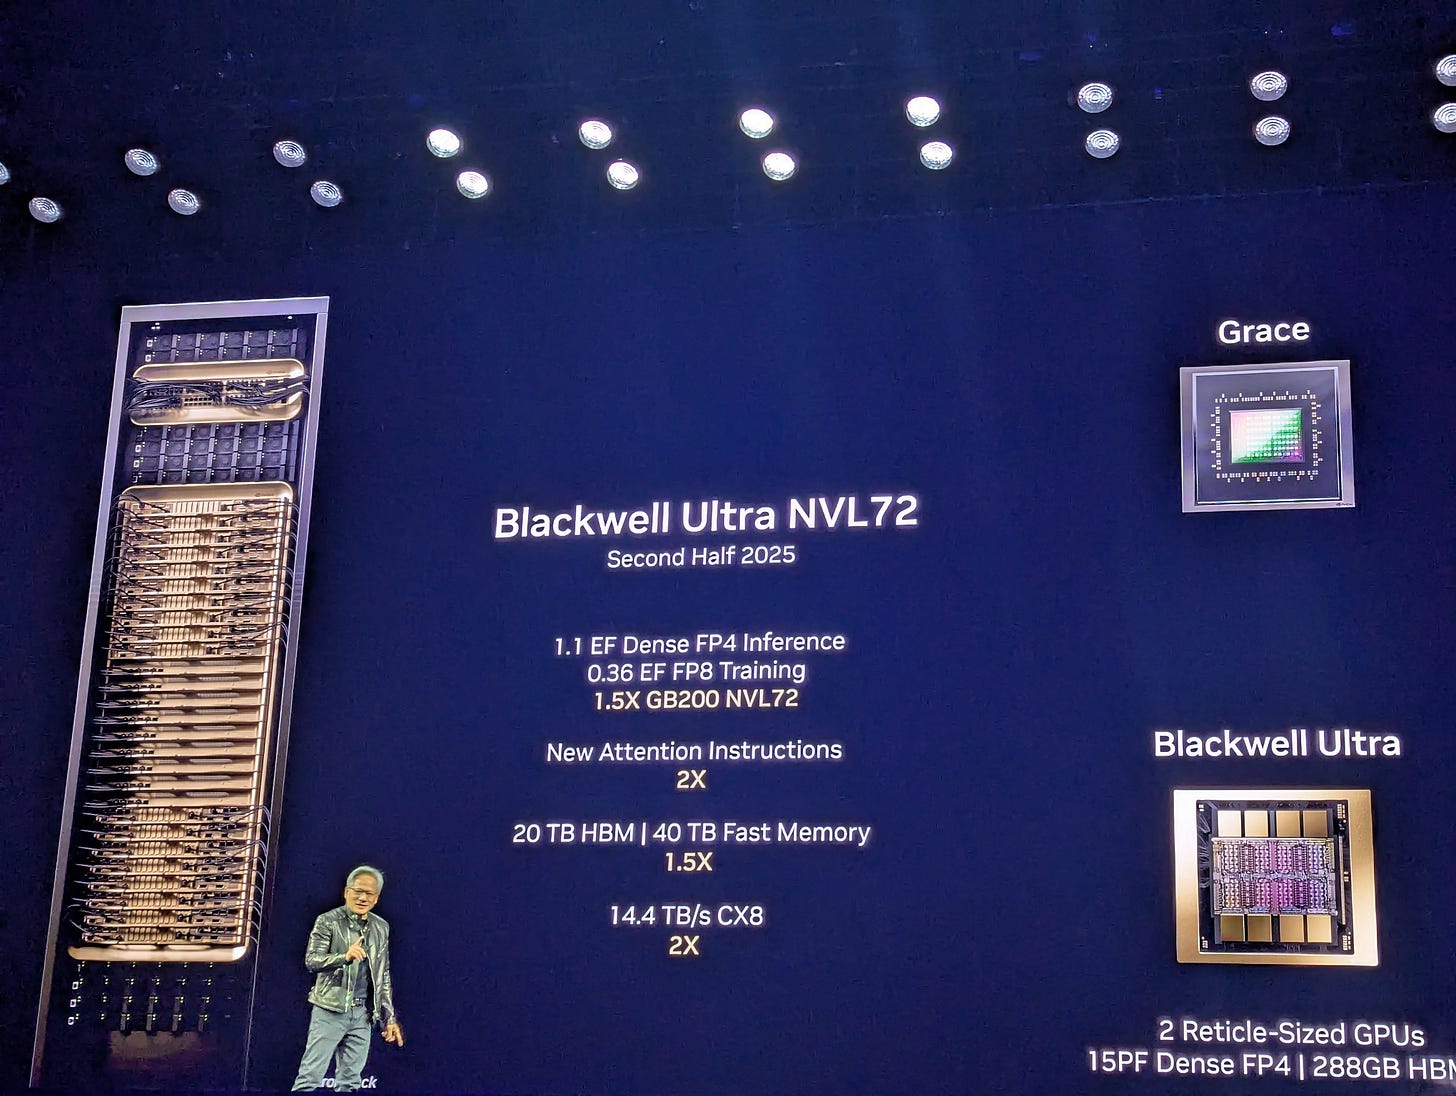 Blackwell Ultra NVL72
Second Half 2025
1.1 EF Dense FP4 Inference
0.36 EF FP8 Training
1.5X GB200 NVL72
New Attention Instructions
2X
20 TB HBM | 40 TB Fast Memory
1.5X
14.4 TB/s CX8
2X
Grace
Blackwell Ultra
2 Reticle-Sized GPUs
15PF Dense FP4 | 288GB HBM